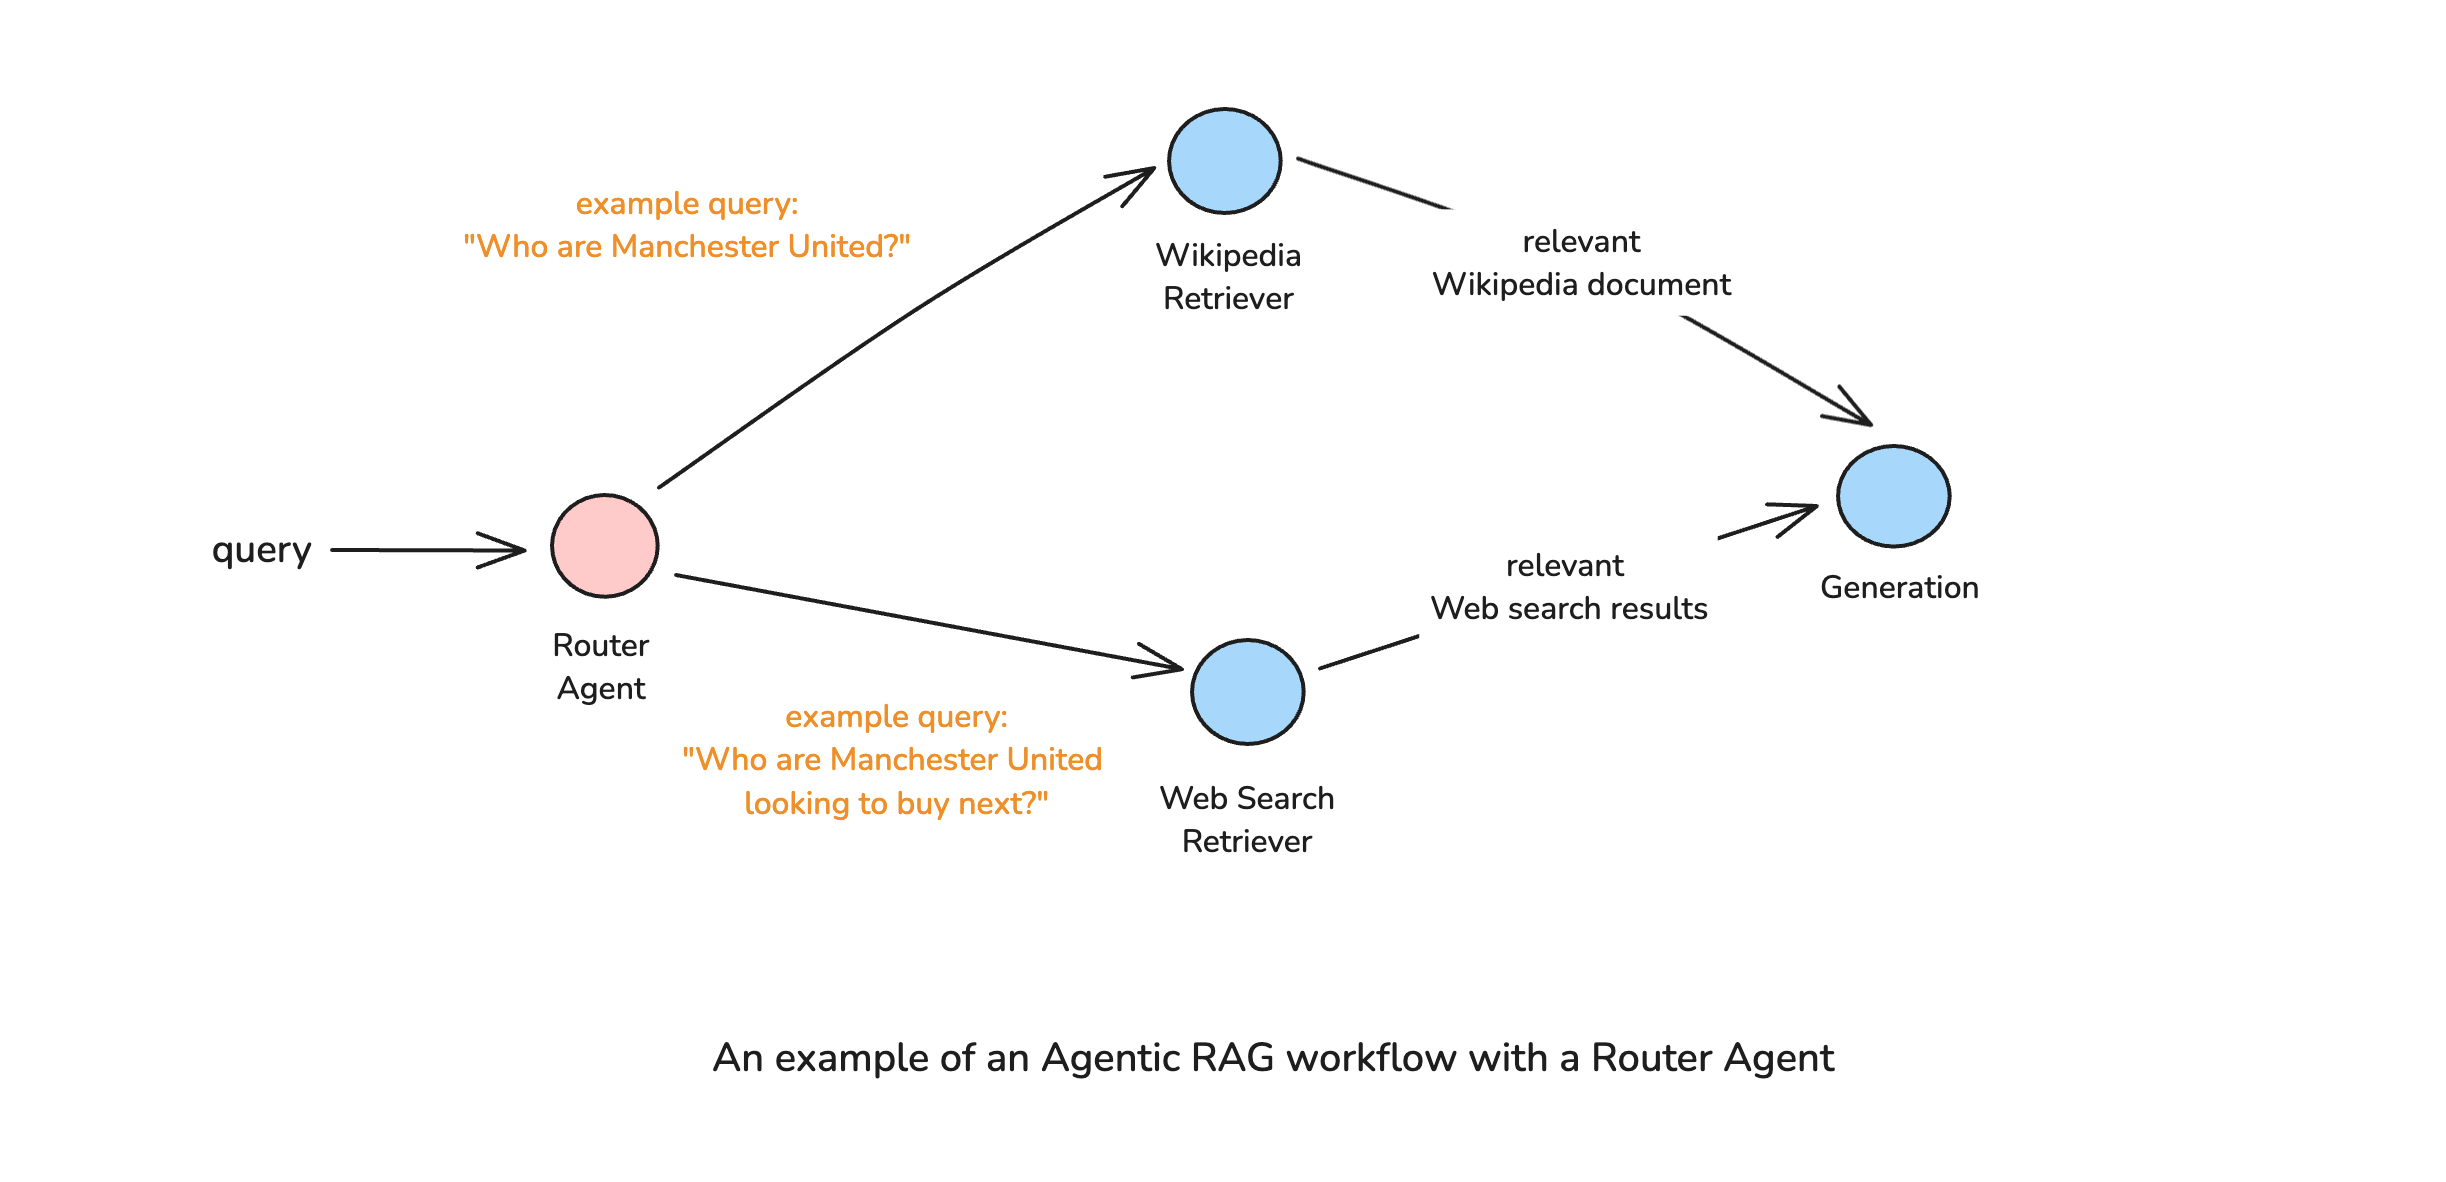 example query:
"Who are Manchester United?"
Wikipedia
Retriever
relevant
Wikipedia document
query
Router
Agent
example query:
"Who are Manchester United
looking to buy next?"
Web Search
Retriever
relevant
Web search results
Generation
An example of an Agentic RAG workflow with a Router Agent